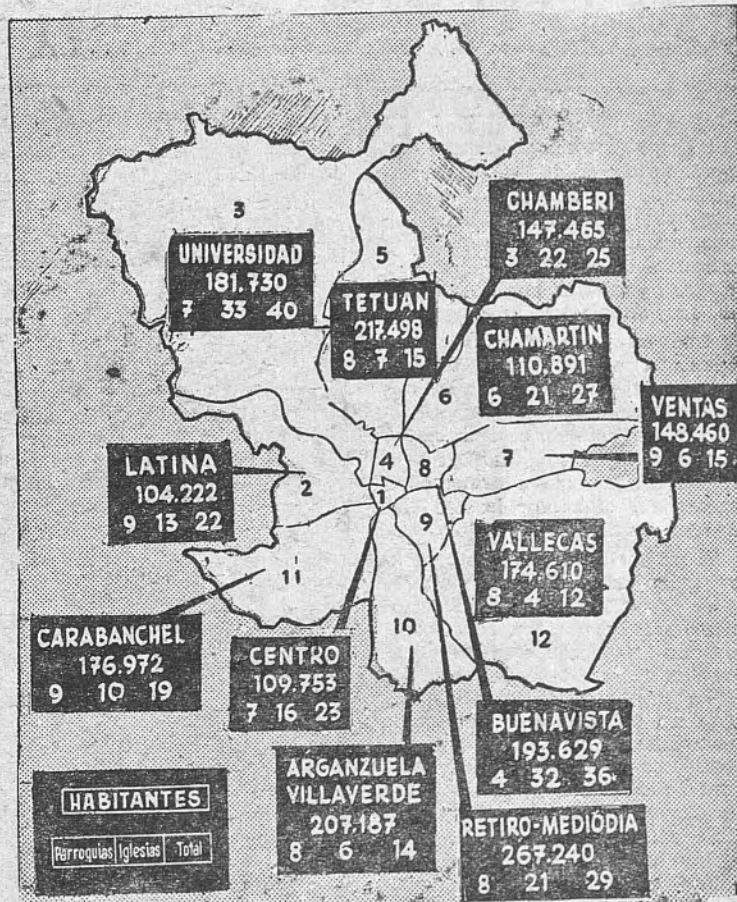 3
5
CHAMBERI
147.465
3 22 25
UNIVERSIDAD
181.730
7 33 40
TETUAN
217.498
8 7 15
CHAMARTIN
110.891
6 21 27
6
VENTAS
148.460
9 6 15
LATINA
104.222
9 13 22
2
4
8
7
1
9
VALLECAS
174.610
8 4 12
11
10
12
CARABANCHEL
176.972
9 10 19
CENTRO
109.753
7 16 23
BUENAVISTA
193.629
4 32 36
ARGANZUELA
VILLAVERDE
207.187
8 6 14
RETIRO-MEDIODIA
267.240
8 21 29
HABITANTES
Parroquias Iglesias Total